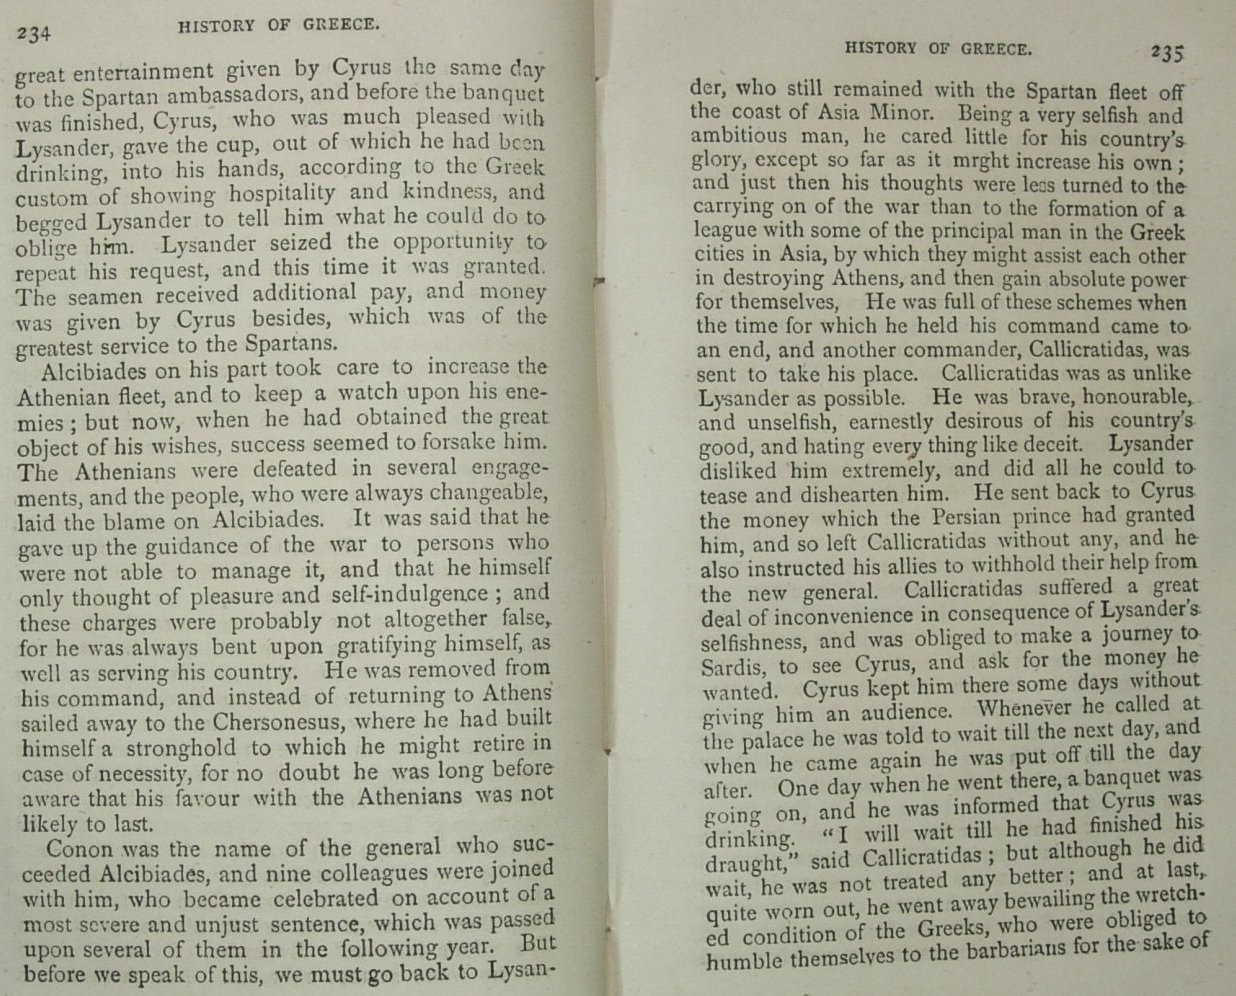 234
HISTORY OF GREECE.
great entertainment given by Cyrus the same day
to the Spartan ambassadors, and before the banquet
was finished, Cyrus, who was much pleased with
Lysander, gave the cup, out of which he had been
drinking, into his hands, according to the Greek
custom of showing hospitality and kindness, and
begged Lysander to tell him what he could do to
oblige him. Lysander seized the opportunity to
repeat his request, and this time it was granted.
The seamen received additional pay, and money
was given by Cyrus besides, which was of the
greatest service to the Spartans.
Alcibiades on his part took care to increase the
Athenian fleet, and to keep a watch upon his ene-
mies; but now, when he had obtained the great
object of his wishes, success seemed to forsake him.
The Athenians were defeated in several engage-
ments, and the people, who were always changeable,
laid the blame on Alcibiades. It was said that he
gave up the guidance of the war to persons who
were not able to manage it, and that he himself
only thought of pleasure and self-indulgence; and
these charges were probably not altogether false,
for he was always bent upon gratifying himself, as
well as serving his country. He was removed from
his command, and instead of returning to Athens
sailed away to the Chersonesus, where he had built
himself a stronghold to which he might retire in
case of necessity, for no doubt he was long before
aware that his favour with the Athenians was not
likely to last.
Conon was the name of the general who suc-
ceeded Alcibiades, and nine colleagues were joined
with him, who became celebrated on account of a
most severe and unjust sentence, which was passed
upon several of them in the following year. But
before we speak of this, we must go back to Lysan-
HISTORY OF GREECE.
235
der, who still remained with the Spartan fleet off
the coast of Asia Minor. Being a very selfish and
ambitious man, he cared little for his country's
glory, except so far as it mrght increase his own;
and just then his thoughts were less turned to the
carrying on of the war than to the formation of a
league with some of the principal man in the Greek
cities in Asia, by which they might assist each other
in destroying Athens, and then gain absolute power
for themselves, He was full of these schemes when
the time for which he held his command came to
an end, and another commander, Callicratidas, was
sent to take his place. Callicratidas was as unlike
Lysander as possible. He was brave, honourable,
and unselfish, earnestly desirous of his country's
good, and hating every thing like deceit. Lysander
disliked him extremely, and did all he could to
tease and dishearten him. He sent back to Cyrus
the money which the Persian prince had granted
him, and so left Callicratidas without any, and he
also instructed his allies to withhold their help from
the new general. Callicratidas suffered a great
deal of inconvenience in consequence of Lysander's
selfishness, and was obliged to make a journey to
Sardis, to see Cyrus, and ask for the money he
wanted. Cyrus kept him there some days without
giving him an audience. Whenever he called at
the palace he was told to wait till the next day, and
when he came again he was put off till the day
after. One day when he went there, a banquet was
going on, and he was informed that Cyrus was
drinking. "I will wait till he had finished his
draught," said Callicratidas; but although he did
wait, he was not treated any better; and at last,
quite worn out, he went away bewailing the wretch-
ed condition of the Greeks, who were obliged to
humble themselves to the barbarians for the sake of